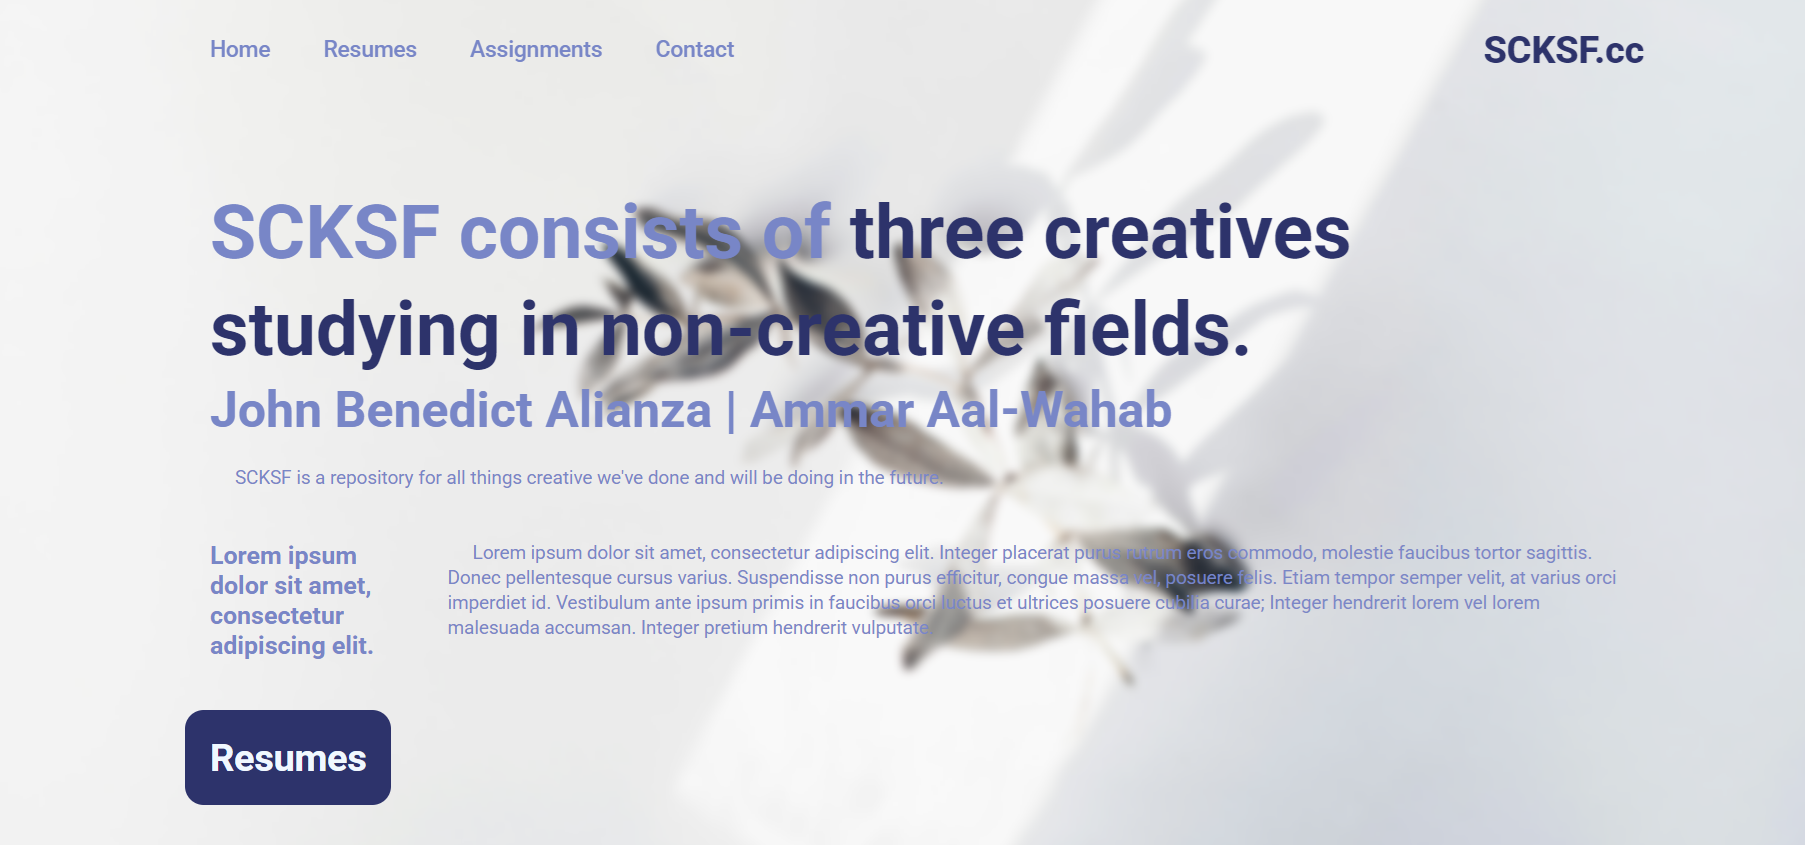 Home Resumes Assignments Contact SCKSF.cc
SCKSF consists of three creatives
studying in non-creative fields.
John Benedict Alianza | Ammar Aal-Wahab
SCKSF is a repository for all things creative we've done and will be doing in the future.
Lorem ipsum
dolor sit amet,
consectetur
adipiscing elit.
Lorem ipsum dolor sit amet, consectetur adipiscing elit. Integer placerat purus rutrum eros commodo, molestie faucibus tortor sagittis.
Donec pellentesque cursus varius. Suspendisse non purus efficitur, congue massa vel, posuere felis. Etiam tempor semper velit, at varius orci
imperdiet id. Vestibulum ante ipsum primis in faucibus orci luctus et ultrices posuere cubilia curae; Integer hendrerit lorem vel lorem
malesuada accumsan. Integer pretium hendrerit vulputate.
Resumes